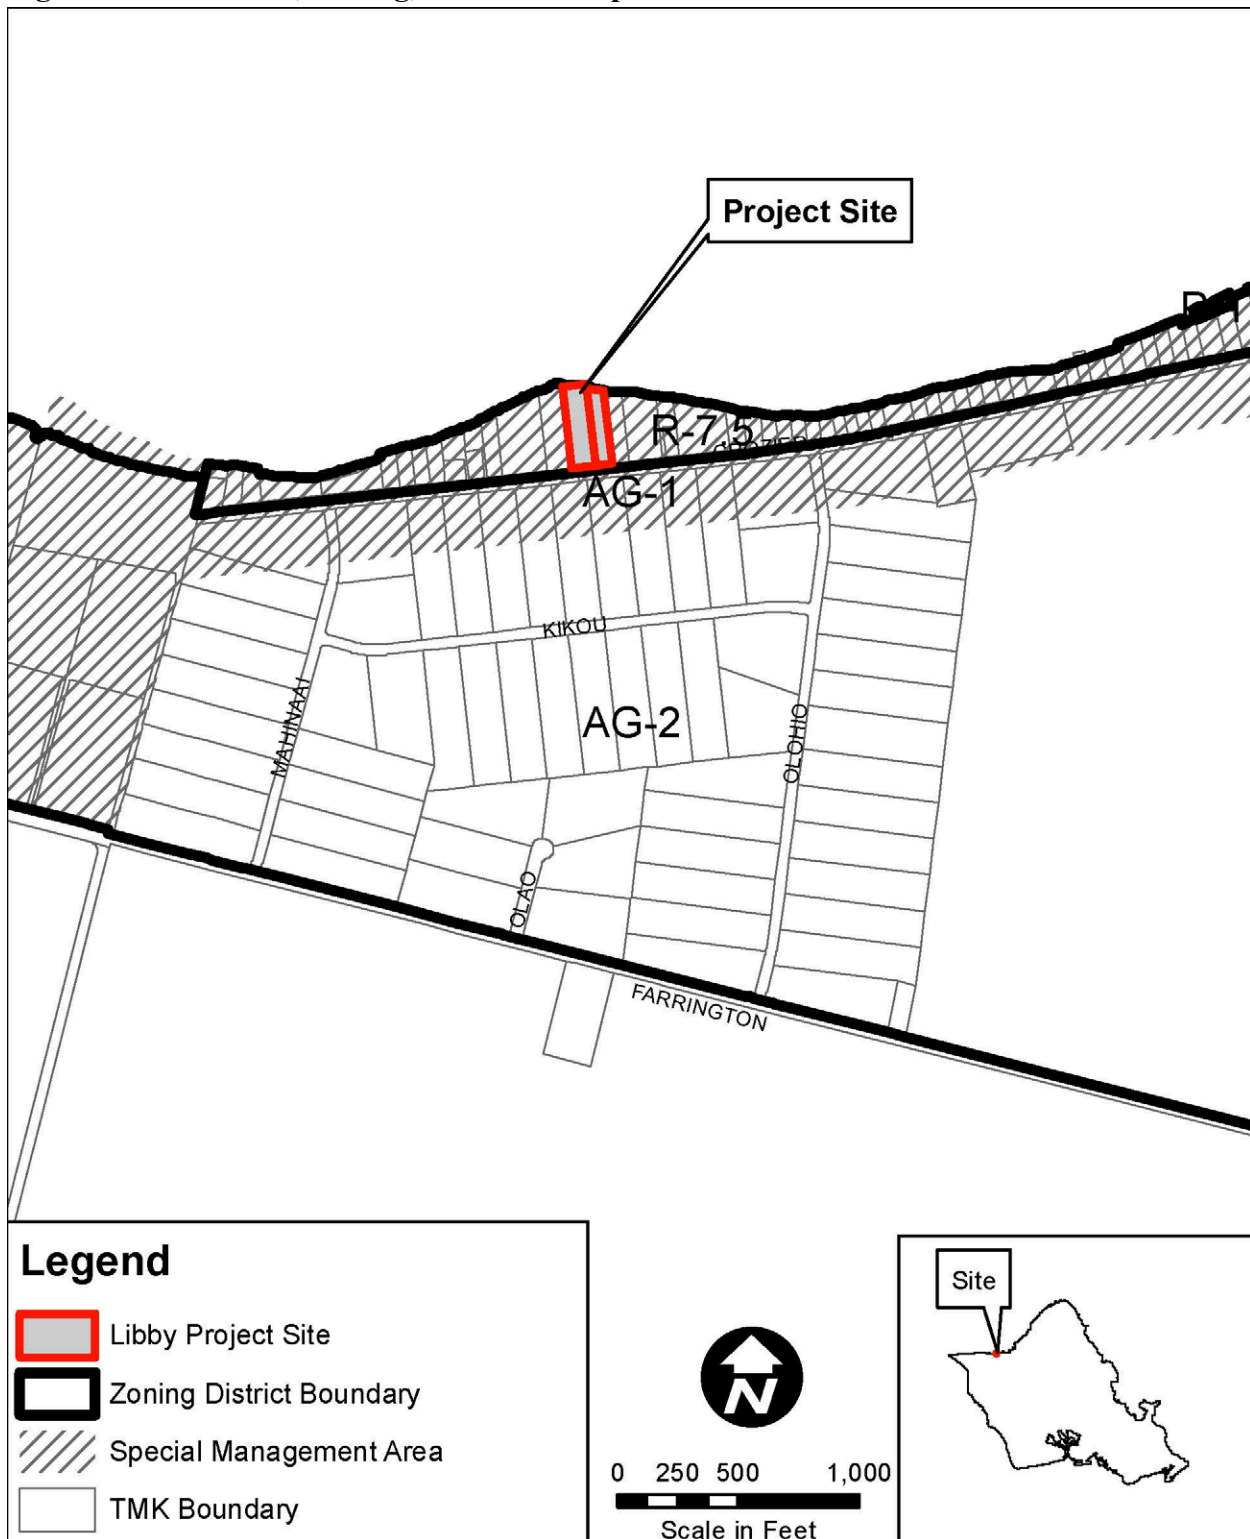 Project Site
R-7.5
AG-1
KIKOU
MAHINAAI
AG-2
OLOHIO
OLAO
FARRINGTON
Legend
Libby Project Site
Zoning District Boundary
Special Management Area
TMK Boundary
N
0 250 500 1,000
Scale in Feet
Site